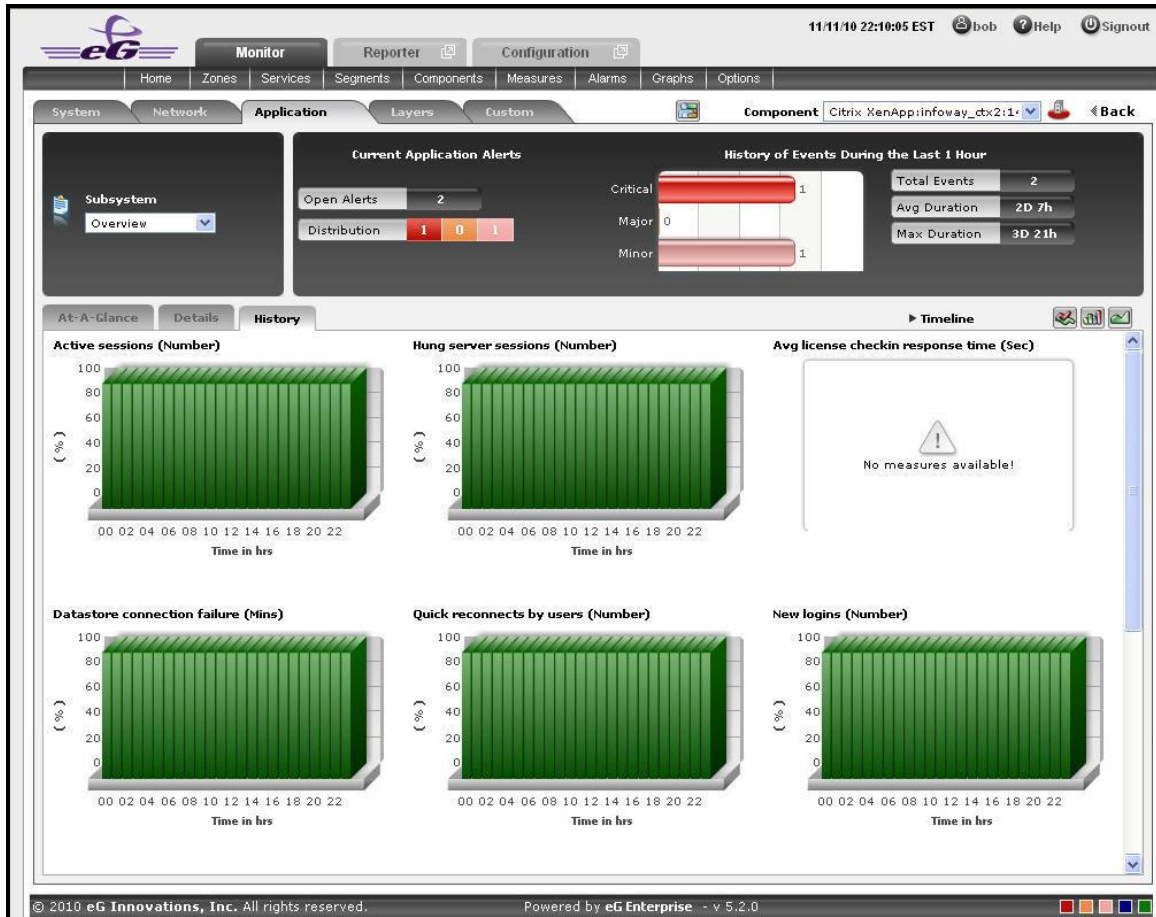 11/11/10 22:10:05 EST bob Help Signout
eG
Monitor Reporter Configuration
Home Zones Services Segments Components Measures Alarms Graphs Options
System Network Application Layers Custom
Component Citrix XenApp:infoway_ctx2:14 Back
Subsystem
Overview
Current Application Alerts
Open Alerts 2
Distribution 1 0 1
History of Events During the Last 1 Hour
Critical 1
Major 0
Minor 1
Total Events 2
Avg Duration 2D 7h
Max Duration 3D 21h
At-A-Glance Details History
Timeline
Active sessions (Number)
100
80
60
40
20
0
( % )
00 02 04 06 08 10 12 14 16 18 20 22
Time in hrs
Hung server sessions (Number)
100
80
60
40
20
0
( % )
00 02 04 06 08 10 12 14 16 18 20 22
Time in hrs
Avg license checkin response time (Sec)
!
No measures available!
Datastore connection failure (Mins)
100
80
60
40
20
0
( % )
00 02 04 06 08 10 12 14 16 18 20 22
Time in hrs
Quick reconnects by users (Number)
100
80
60
40
20
0
( % )
00 02 04 06 08 10 12 14 16 18 20 22
Time in hrs
New logins (Number)
100
80
60
40
20
0
( % )
00 02 04 06 08 10 12 14 16 18 20 22
Time in hrs
© 2010 eG Innovations, Inc. All rights reserved. Powered by eG Enterprise - v 5.2.0